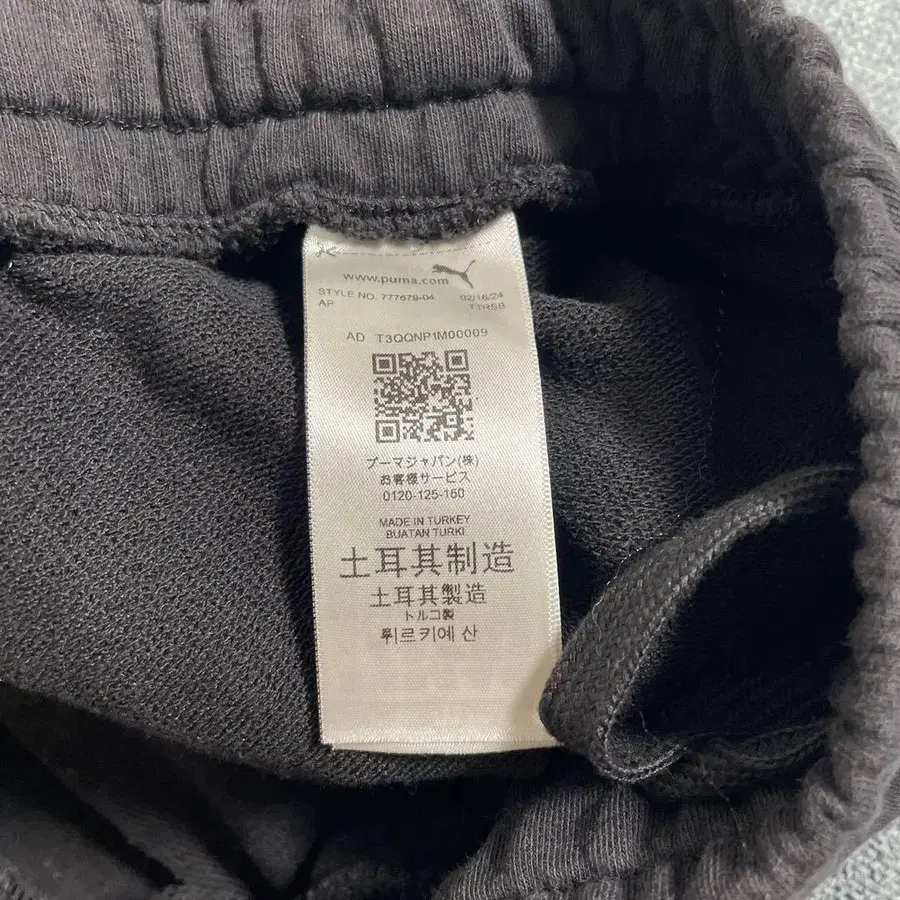 www.puma.com
STYLE NO. 777679-04 02/16/24
AP TTRSB
AD T3QQNP1M00009
プーマジャパン(株)
お客様サービス
0120-125-150
MADE IN TURKEY
BUATAN TURKI
土耳其制造
土耳其製造
トルコ製
튀르키예 산